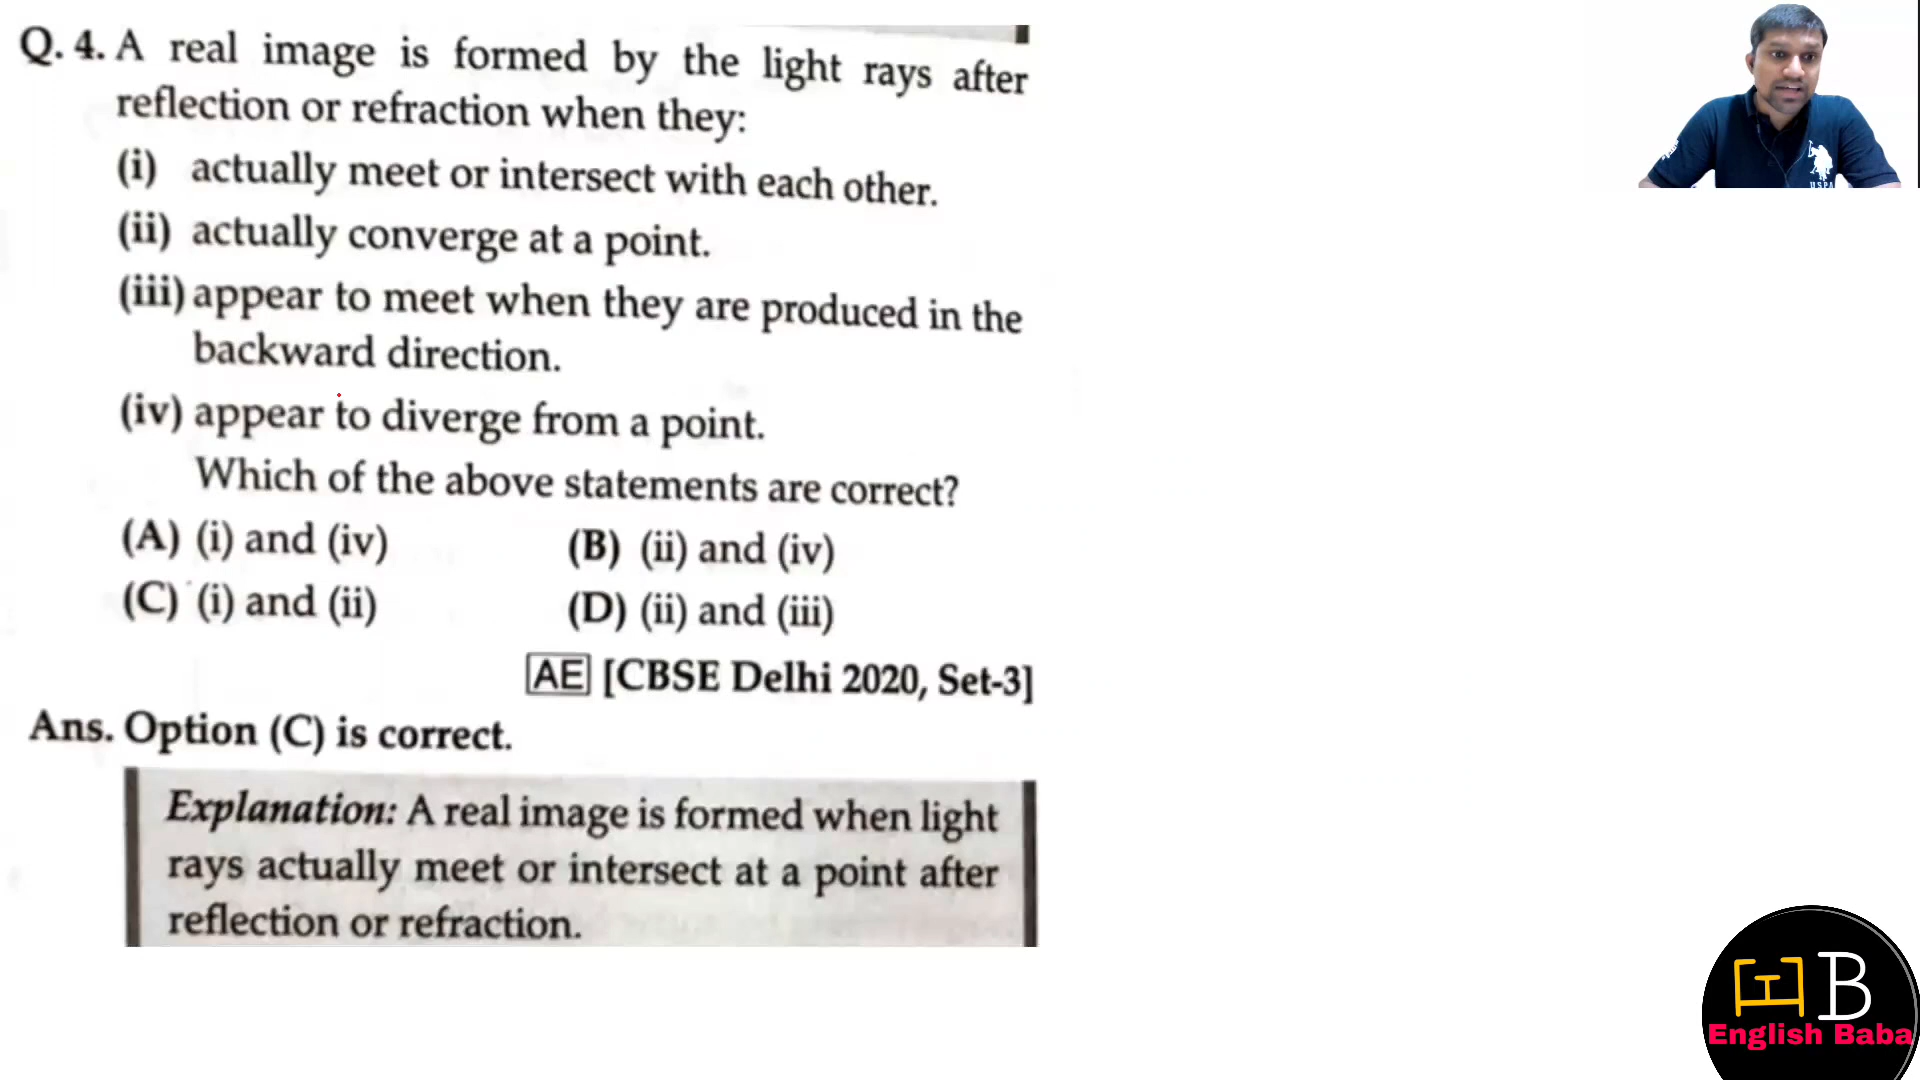 Q. 4. A real image is formed by the light rays after
reflection or refraction when they:
(i) actually meet or intersect with each other.
(ii) actually converge at a point.
(iii) appear to meet when they are produced in the
backward direction.
(iv) appear to diverge from a point.
Which of the above statements are correct?
(A) (i) and (iv) (B) (ii) and (iv)
(C) (i) and (ii) (D) (ii) and (iii)
AE [CBSE Delhi 2020, Set-3]
Ans. Option (C) is correct.
Explanation: A real image is formed when light
rays actually meet or intersect at a point after
reflection or refraction.
USPA
HB
English Baba